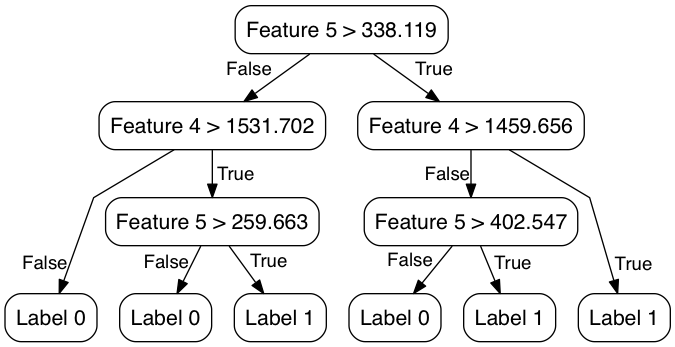 Feature 5 > 338.119
False
True
Feature 4 > 1531.702
Feature 4 > 1459.656
True
False
Feature 5 > 259.663
Feature 5 > 402.547
False
False
True
False
True
True
Label 0
Label 0
Label 1
Label 0
Label 1
Label 1